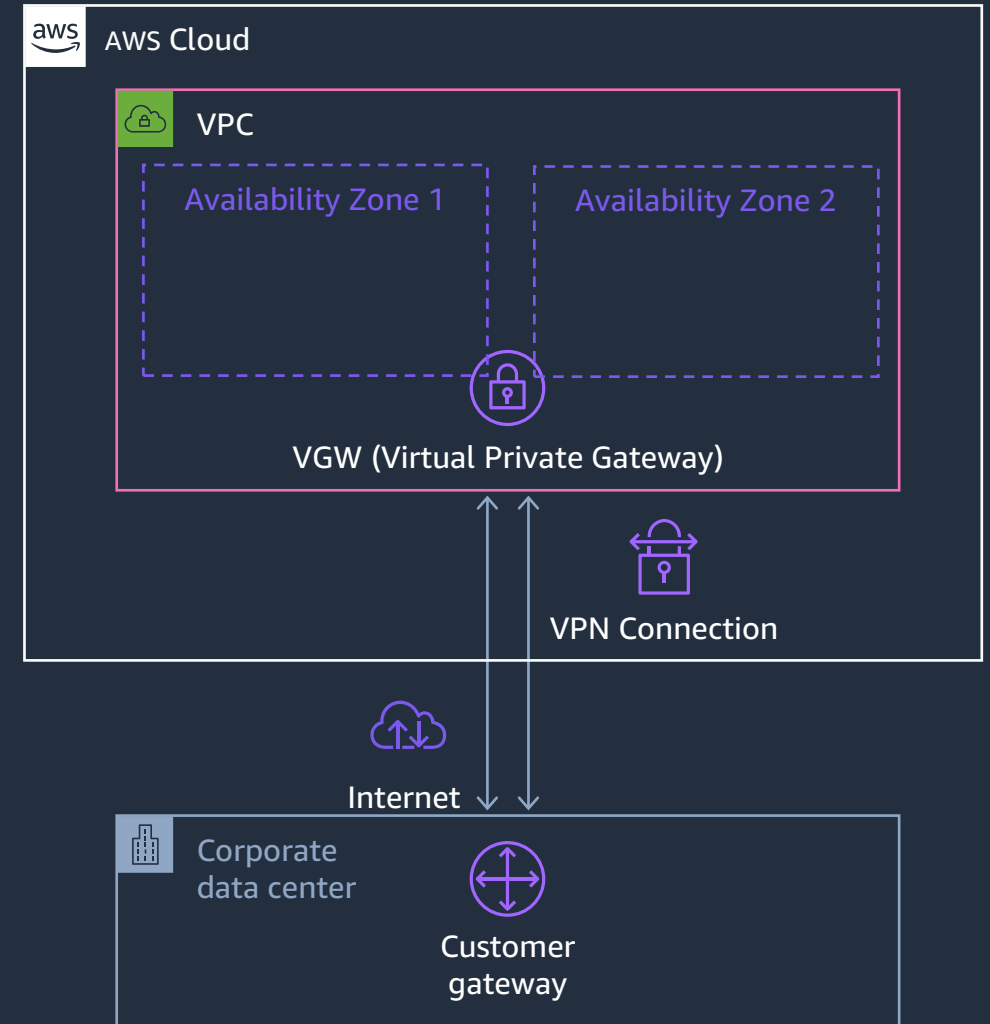 aws
AWS Cloud
VPC
Availability Zone 1
Availability Zone 2
VGW (Virtual Private Gateway)
VPN Connection
Internet
Corporate
data center
Customer
gateway